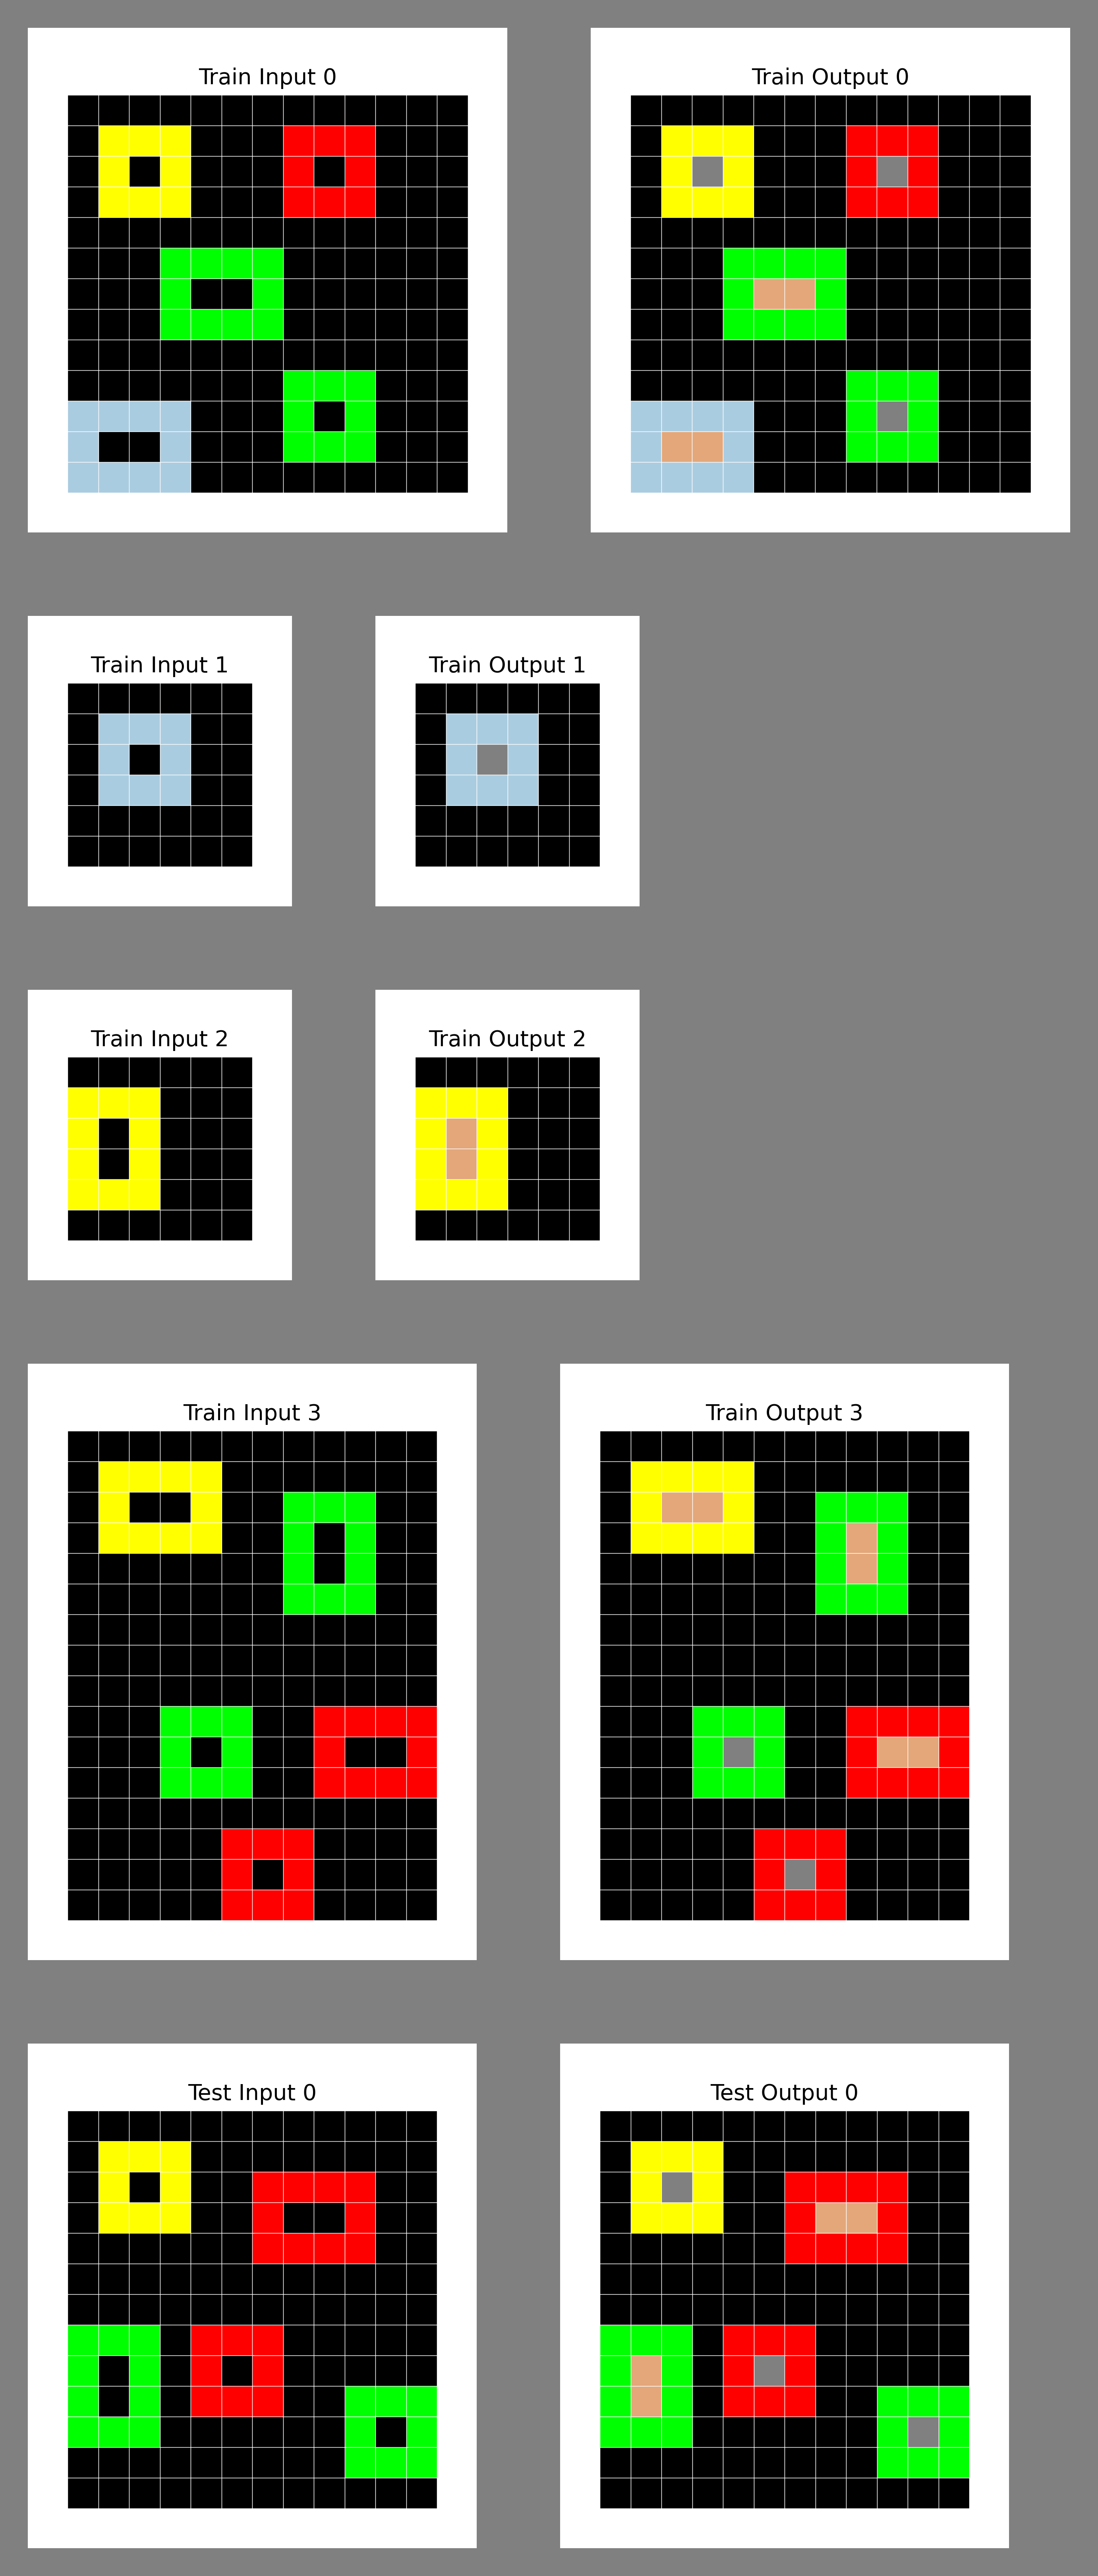 Train Input 0
Train Output 0
Train Input 1
Train Output 1
Train Input 2
Train Output 2
Train Input 3
Train Output 3
Test Input 0
Test Output 0